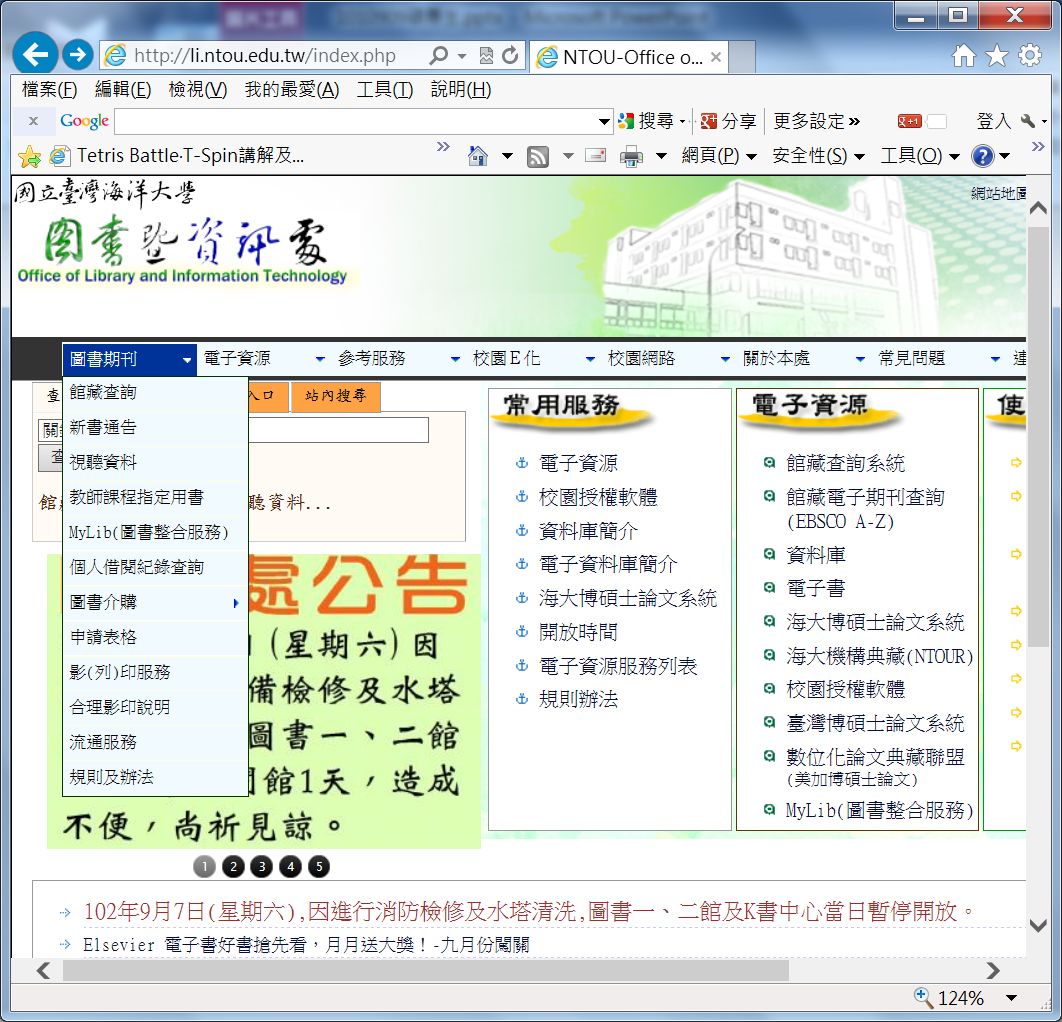 http://li.ntou.edu.tw/index.php
NTOU-Office o...
檔案(F) 編輯(E) 檢視(V) 我的最愛(A) 工具(T) 說明(H)
x Google 搜尋 分享 更多設定 » 登入
Tetris Battle‧T-Spin講解及... » 網頁(P) 安全性(S) 工具(O) »
國立臺灣海洋大學
網站地圖
圖書暨資訊處
Office of Library and Information Technology
圖書期刊 電子資源 參考服務 校園E化 校園網路 關於本處 常見問題 連
館藏查詢
新書通告
視聽資料
教師課程指定用書
MyLib(圖書整合服務)
個人借閱紀錄查詢
圖書介購
申請表格
影(列)印服務
合理影印說明
流通服務
規則及辦法
查 入口 站內搜尋
關
查
館 聽資料...
處公告
(星期六)因
備檢修及水塔
圖書一、二館
館1天，造成
不便，尚祈見諒。
1 2 3 4 5
常用服務
電子資源
校園授權軟體
資料庫簡介
電子資料庫簡介
海大博碩士論文系統
開放時間
電子資源服務列表
規則辦法
電子資源
館藏查詢系統
館藏電子期刊查詢
(EBSCO A-Z)
資料庫
電子書
海大博碩士論文系統
海大機構典藏(NTOUR)
校園授權軟體
臺灣博碩士論文系統
數位化論文典藏聯盟
(美加博碩士論文)
MyLib(圖書整合服務)
使
102年9月7日(星期六),因進行消防檢修及水塔清洗,圖書一、二館及K書中心當日暫停開放。
Elsevier 電子書好書搶先看，月月送大獎！-九月份闖關
124%